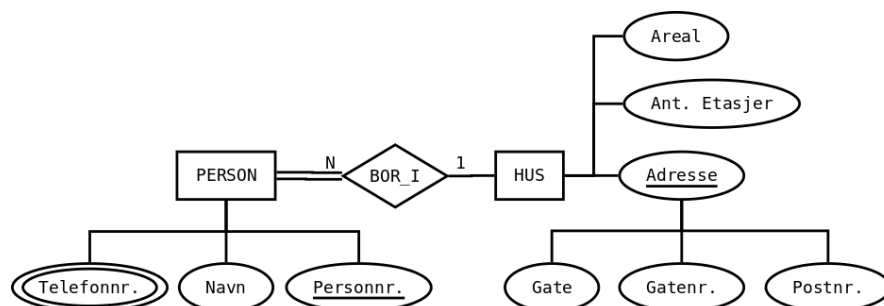 Areal
Ant. Etasjer
PERSON
N
BOR_I
1
HUS
Adresse
Telefonnr.
Navn
Personnr.
Gate
Gatenr.
Postnr.